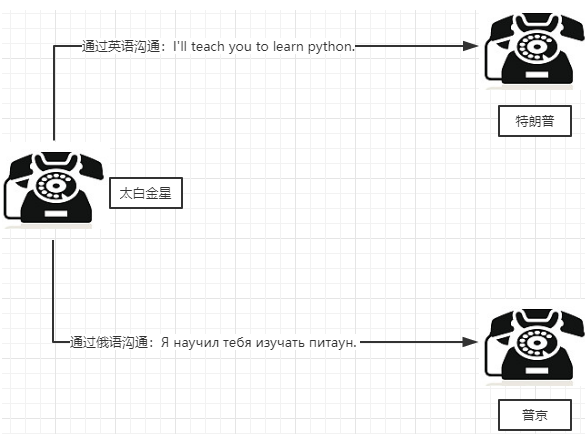 通过英语沟通：I'll teach you to learn python.
特朗普
太白金星
通过俄语沟通：Я научил тебя изучать питаун.
普京